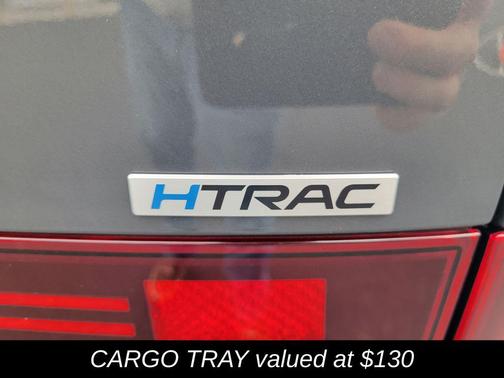 HTRAC
CARGO TRAY valued at $130